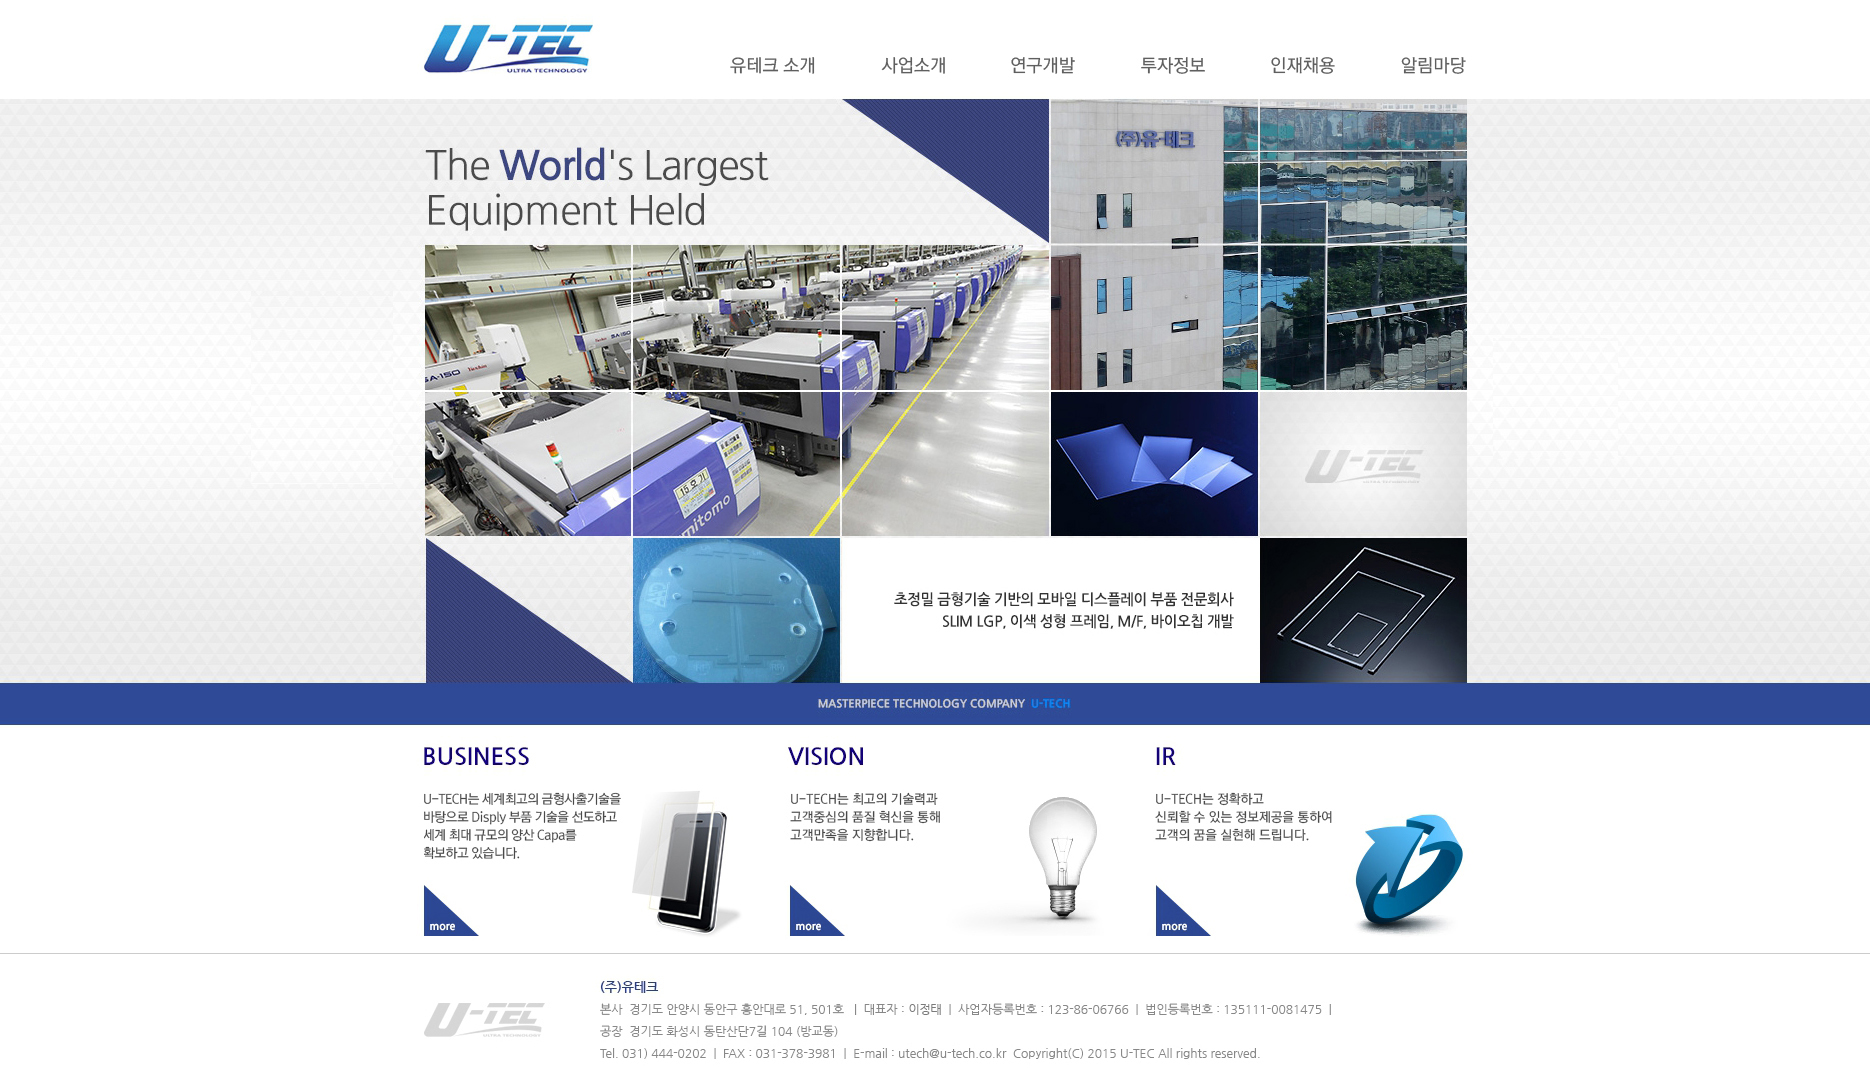 U-TEC
ULTRA TECHNOLOGY
유테크 소개
사업소개
연구개발
투자정보
인재채용
알림마당
The World's Largest
Equipment Held
(주)유·테크
SA-150
SA-150
16호기
mitomo
U-TEC
ULTRA TECHNOLOGY
초정밀 금형기술 기반의 모바일 디스플레이 부품 전문회사
SLIM LGP, 이색 성형 프레임, M/F, 바이오칩 개발
MASTERPIECE TECHNOLOGY COMPANY U-TECH
BUSINESS
U-TECH는 세계최고의 금형사출기술을
바탕으로 Disply 부품 기술을 선도하고
세계 최대 규모의 양산 Capa를
확보하고 있습니다.
more
VISION
U-TECH는 최고의 기술력과
고객중심의 품질 혁신을 통해
고객만족을 지향합니다.
more
IR
U-TECH는 정확하고
신뢰할 수 있는 정보제공을 통하여
고객의 꿈을 실현해 드립니다.
more
U-TEC
ULTRA TECHNOLOGY
(주)유테크
본사 경기도 안양시 동안구 흥안대로 51, 501호 | 대표자 : 이정태 | 사업자등록번호 : 123-86-06766 | 법인등록번호 : 135111-0081475 |
공장 경기도 화성시 동탄산단7길 104 (방교동)
Tel. 031) 444-0202 | FAX : 031-378-3981 | E-mail : utech@u-tech.co.kr Copyright(C) 2015 U-TEC All rights reserved.